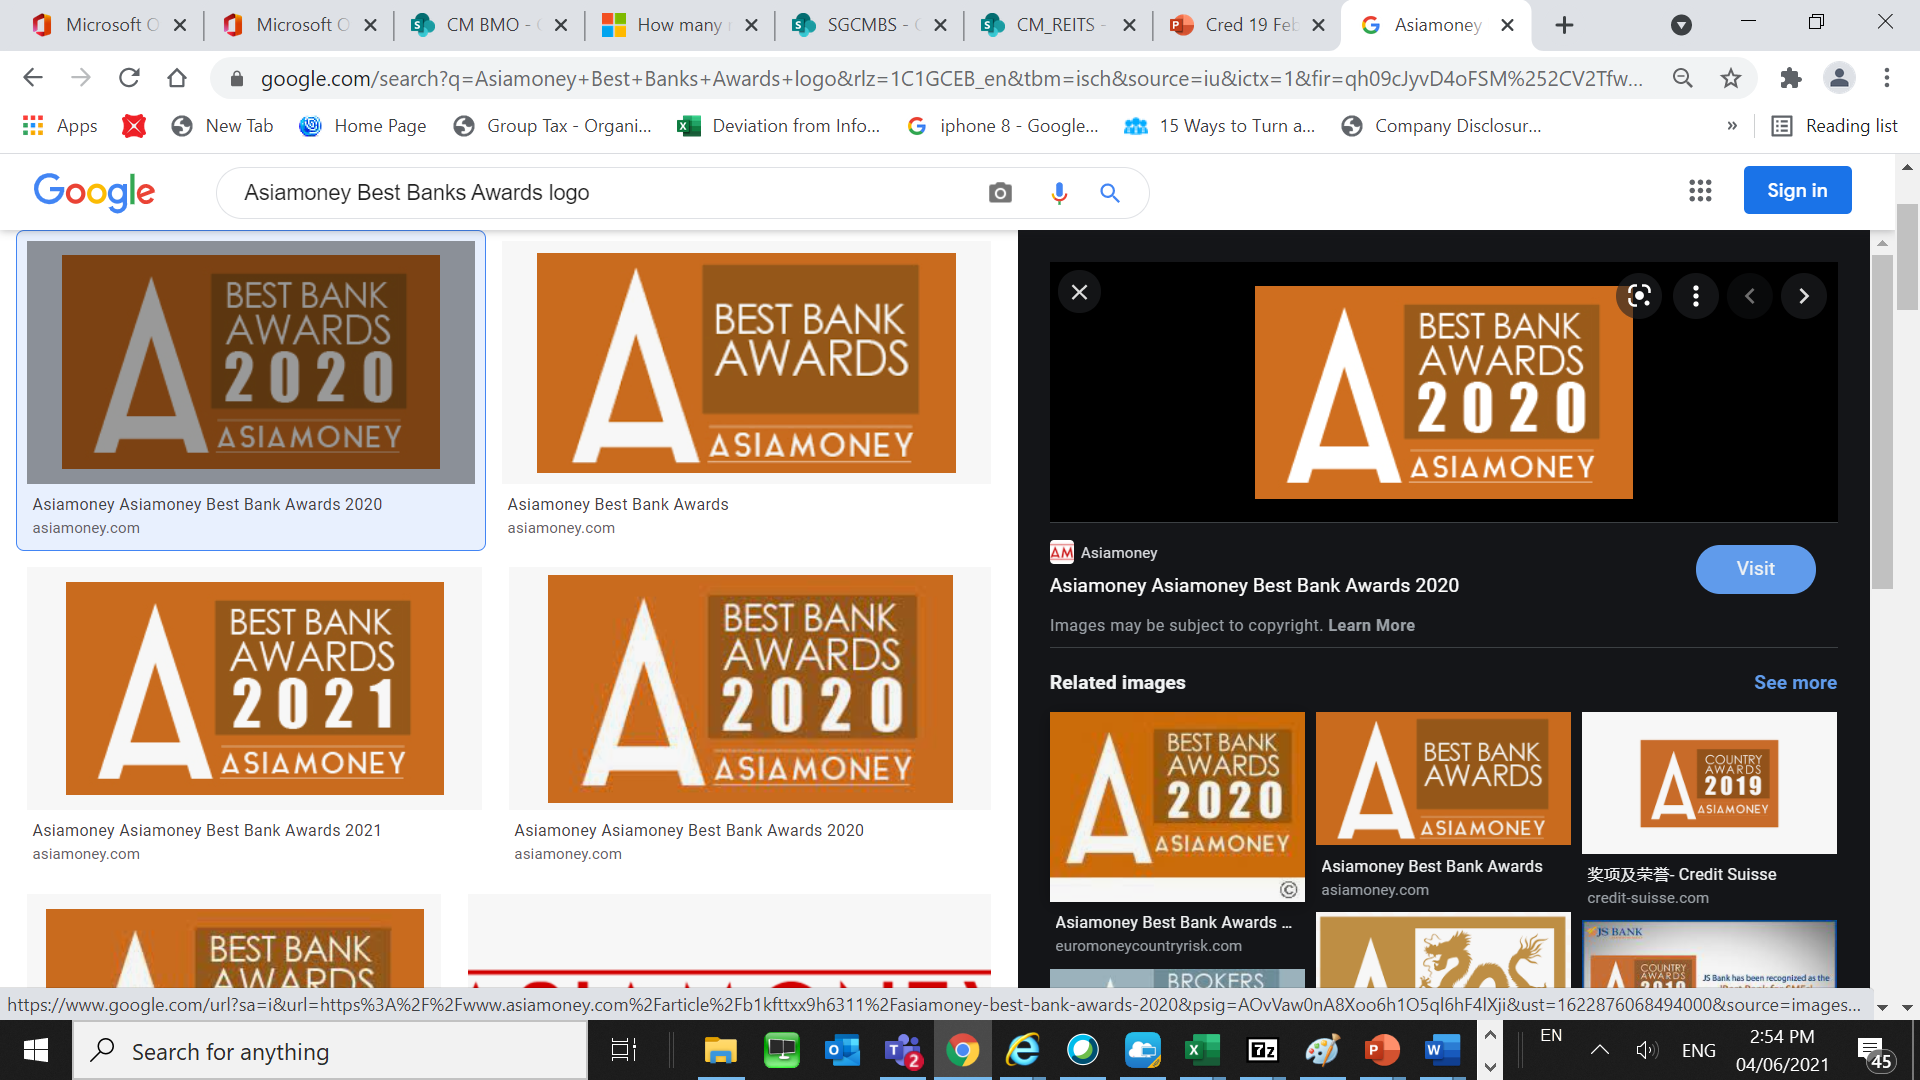 Microsoft O
Microsoft O
CM BMO -
How many
SGCMBS -
CM_REITS -
Cred 19 Feb
Asiamoney
google.com/search?q=Asiamoney+Best+Banks+Awards+logo&rlz=1C1GCEB_en&tbm=isch&source=iu&ictx=1&fir=qh09cJyvD4oFSM%252CV2Tfw...
Apps
New Tab
Home Page
Group Tax - Organi...
Deviation from Info...
iphone 8 - Google...
15 Ways to Turn a...
Company Disclosur...
»
Reading list
Google
Asiamoney Best Banks Awards logo
Sign in
A
BEST BANK
AWARDS
2020
ASIAMONEY
Asiamoney Asiamoney Best Bank Awards 2020
asiamoney.com
A
BEST BANK
AWARDS
ASIAMONEY
Asiamoney Best Bank Awards
asiamoney.com
A
BEST BANK
AWARDS
2021
ASIAMONEY
Asiamoney Asiamoney Best Bank Awards 2021
asiamoney.com
A
BEST BANK
AWARDS
2020
ASIAMONEY
Asiamoney Asiamoney Best Bank Awards 2020
asiamoney.com
BEST BANK
AWARDS
ASIAMONEY
A
BEST BANK
AWARDS
2020
ASIAMONEY
AM Asiamoney
Asiamoney Asiamoney Best Bank Awards 2020
Visit
Images may be subject to copyright. Learn More
Related images
See more
A
BEST BANK
AWARDS
2020
ASIAMONEY
©
Asiamoney Best Bank Awards ...
euromoneycountryrisk.com
A
BEST BANK
AWARDS
ASIAMONEY
Asiamoney Best Bank Awards
asiamoney.com
A
COUNTRY
AWARDS
2019
ASIAMONEY
奖项及荣誉- Credit Suisse
credit-suisse.com
BROKERS
JS BANK
COUNTRY
AWARDS
2019
JS Bank has been recognized as the
https://www.google.com/url?sa=i&url=https%3A%2F%2Fwww.asiamoney.com%2Farticle%2Fb1kfttxx9h6311%2Fasiamoney-best-bank-awards-2020&psig=AOvVaw0nA8Xoo6h1O5ql6hF4lXji&ust=1622876068494000&source=images...
Search for anything
2
7z
EN
ENG
2:54 PM
04/06/2021
45